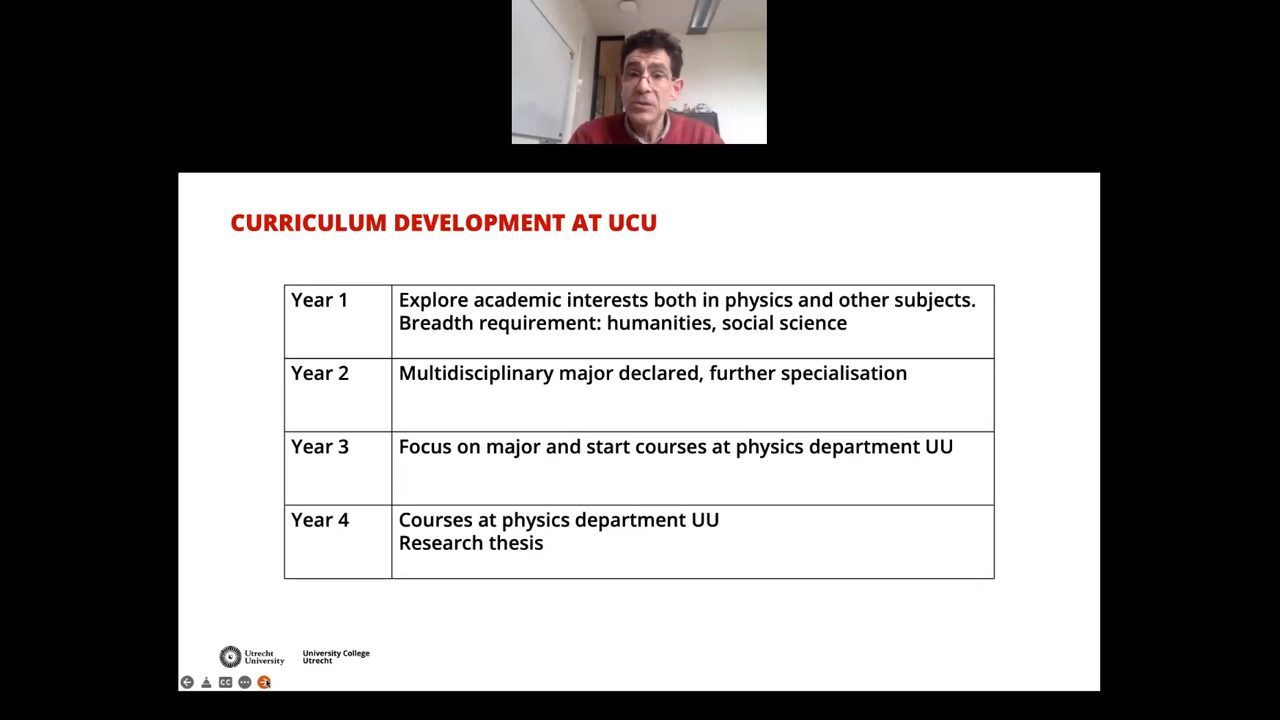 CURRICULUM DEVELOPMENT AT UCU
Year 1
Explore academic interests both in physics and other subjects.
Breadth requirement: humanities, social science
Year 2
Multidisciplinary major declared, further specialisation
Year 3
Focus on major and start courses at physics department UU
Year 4
Courses at physics department UU
Research thesis
Utrecht
University
University College
Utrecht
CC